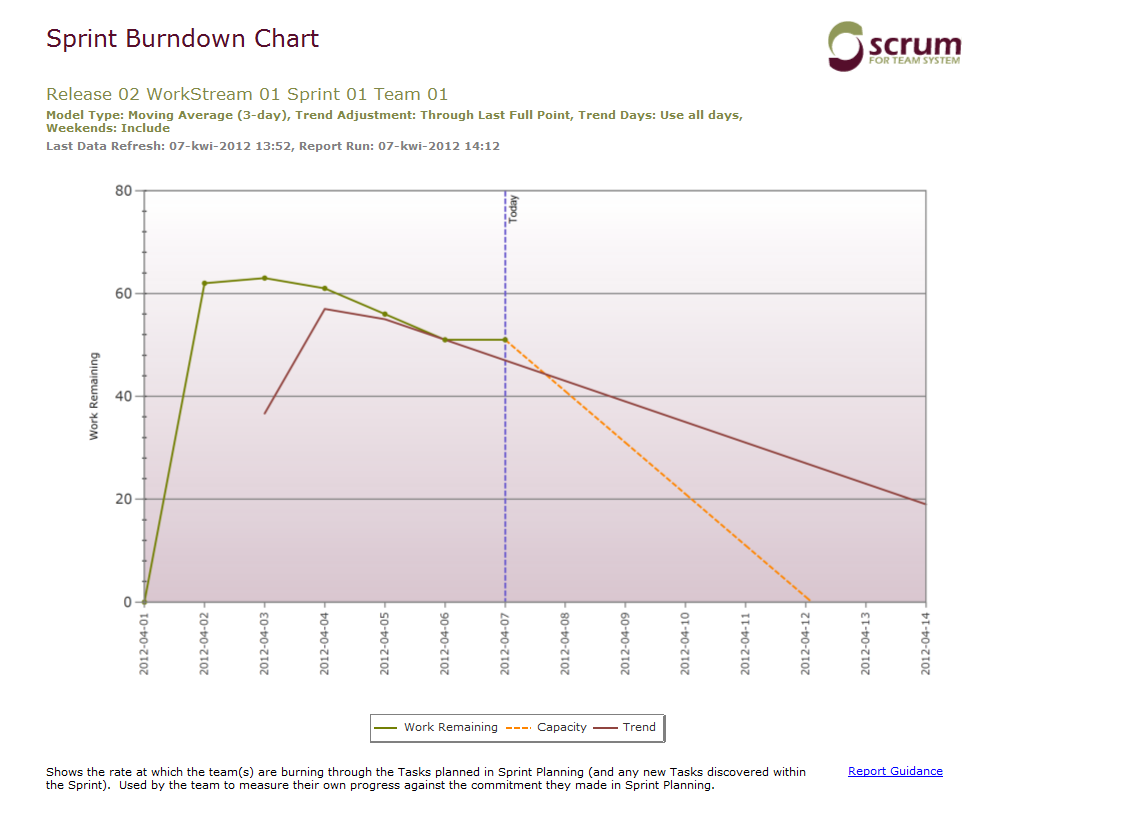 Sprint Burndown Chart
scrum
FOR TEAM SYSTEM
Release 02 WorkStream 01 Sprint 01 Team 01
Model Type: Moving Average (3-day), Trend Adjustment: Through Last Full Point, Trend Days: Use all days,
Weekends: Include
Last Data Refresh: 07-kwi-2012 13:52, Report Run: 07-kwi-2012 14:12
80
60
40
20
0
Work Remaining
Today
2012-04-01
2012-04-02
2012-04-03
2012-04-04
2012-04-05
2012-04-06
2012-04-07
2012-04-08
2012-04-09
2012-04-10
2012-04-11
2012-04-12
2012-04-13
2012-04-14
Work Remaining Capacity Trend
Shows the rate at which the team(s) are burning through the Tasks planned in Sprint Planning (and any new Tasks discovered within
the Sprint).  Used by the team to measure their own progress against the commitment they made in Sprint Planning.
Report Guidance